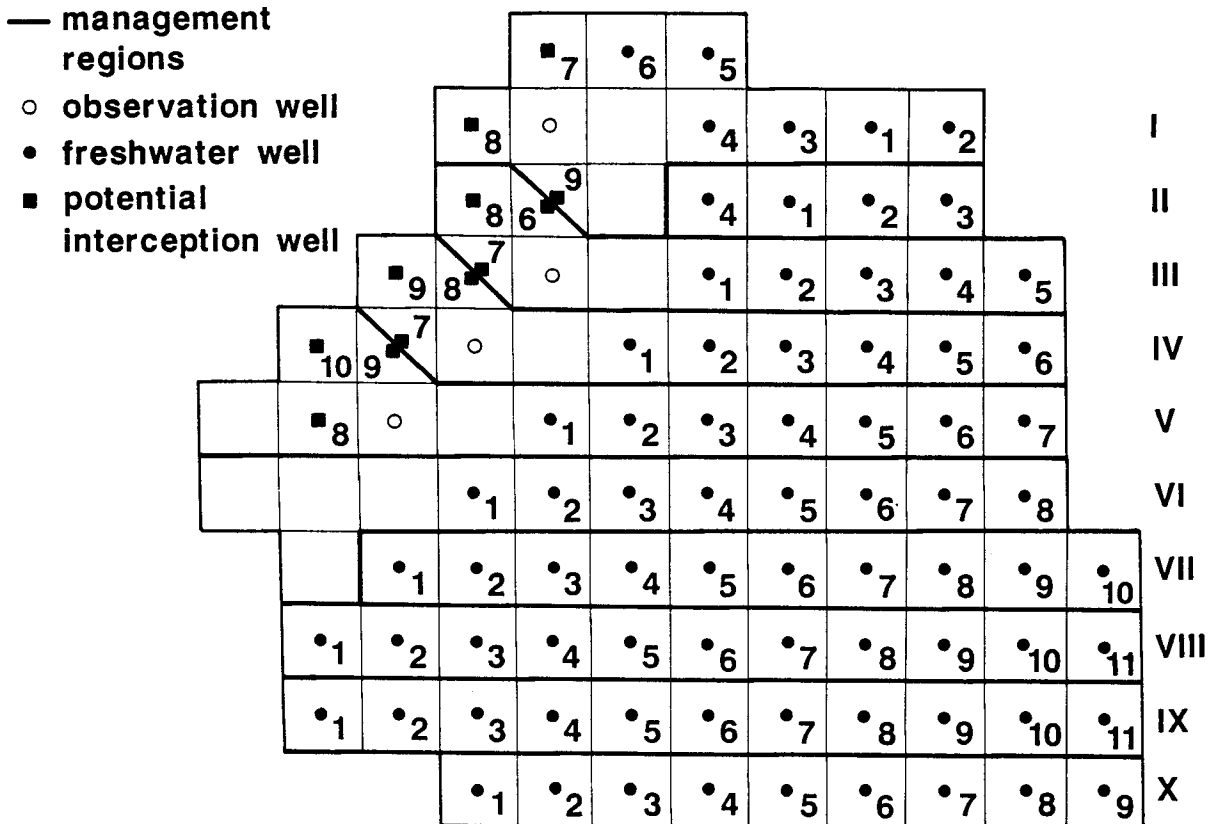 management
regions
observation well
freshwater well
potential
interception well
7 6 5
8 4 3 1 2 I
8 6 9 4 1 2 3 II
9 8 7 1 2 3 4 5 III
10 9 7 1 2 3 4 5 6 IV
8 1 2 3 4 5 6 7 V
1 2 3 4 5 6 7 8 VI
1 2 3 4 5 6 7 8 9 10 VII
1 2 3 4 5 6 7 8 9 10 11 VIII
1 2 3 4 5 6 7 8 9 10 11 IX
1 2 3 4 5 6 7 8 9 X